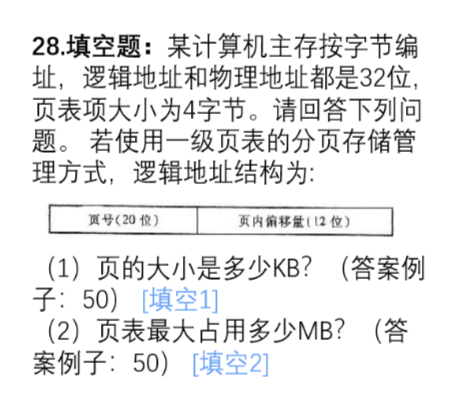 28.填空题：某计算机主存按字节编
址，逻辑地址和物理地址都是32位，
页表项大小为4字节。请回答下列问
题。 若使用一级页表的分页存储管
理方式，逻辑地址结构为:
页号(20 位) 页内偏移量(12 位)
（1）页的大小是多少KB？（答案例
子：50） [填空1]
（2）页表最大占用多少MB？（答
案例子：50） [填空2]